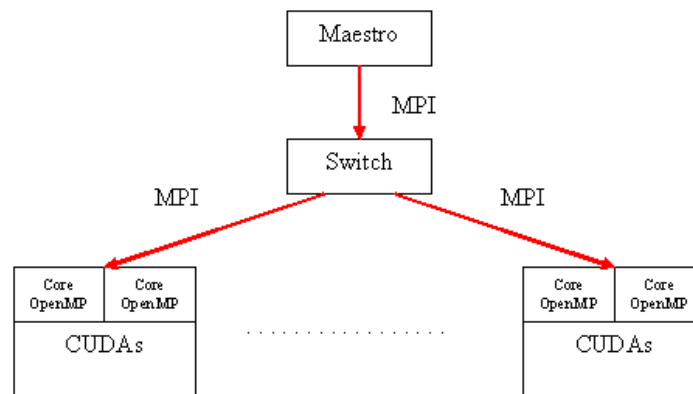 Maestro
MPI
Switch
MPI
MPI
Core
OpenMP
Core
OpenMP
CUDAs
. . . . . . . . . . . . . . . . . . . . .
Core
OpenMP
Core
OpenMP
CUDAs